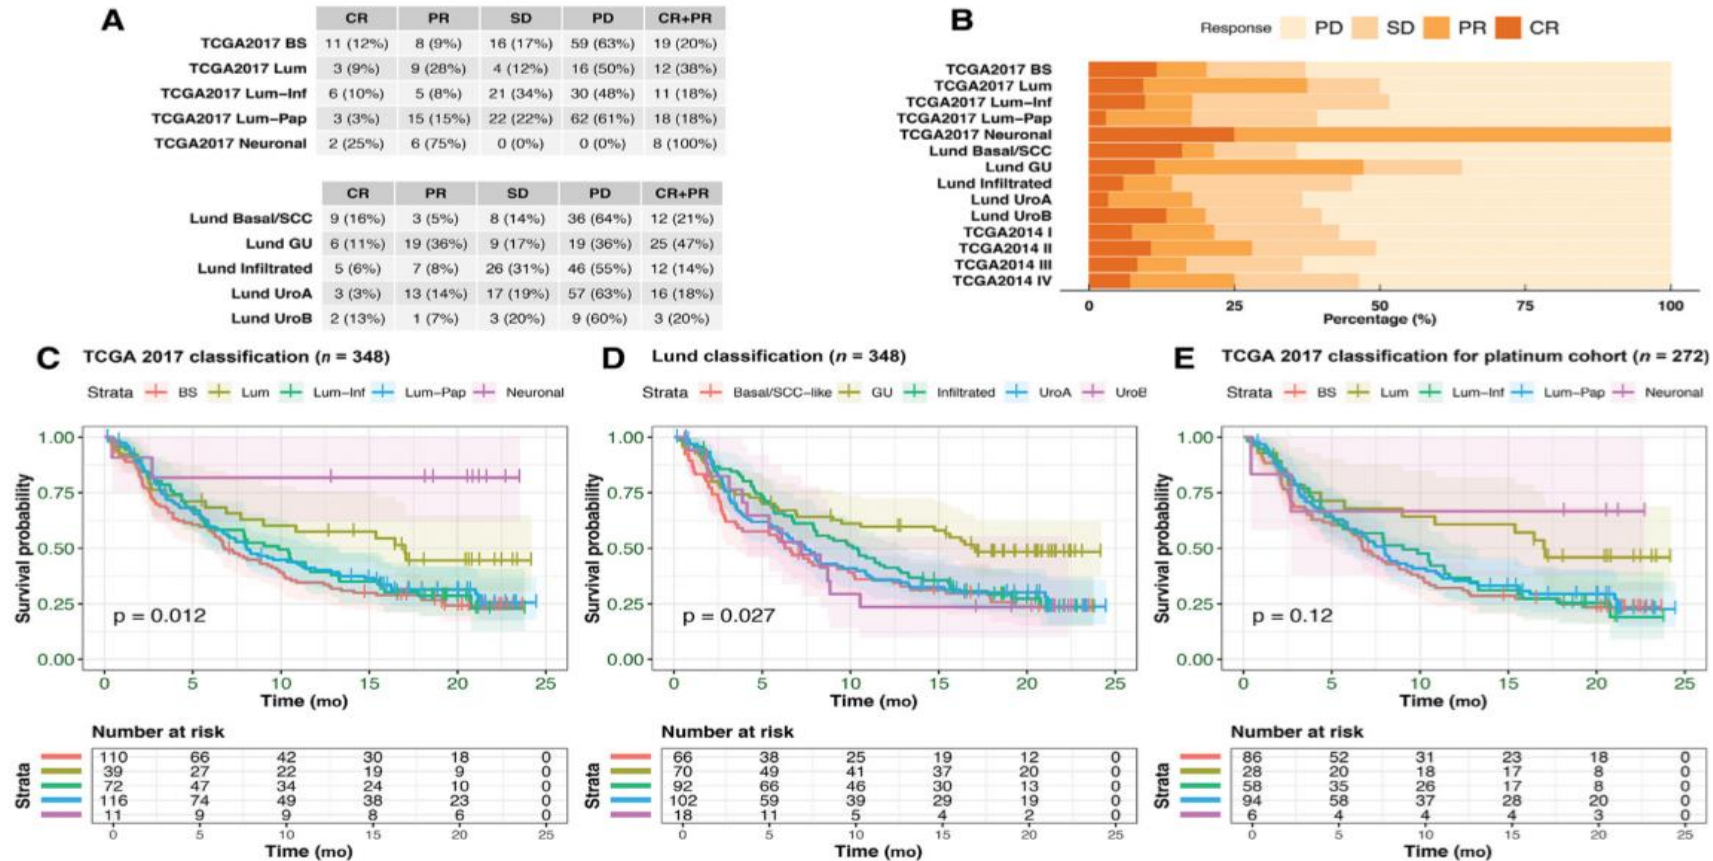 A
CR PR SD PD CR+PR
TCGA2017 BS 11 (12%) 8 (9%) 16 (17%) 59 (63%) 19 (20%)
TCGA2017 Lum 3 (9%) 9 (28%) 4 (12%) 16 (50%) 12 (38%)
TCGA2017 Lum-Inf 6 (10%) 5 (8%) 21 (34%) 30 (48%) 11 (18%)
TCGA2017 Lum-Pap 3 (3%) 15 (15%) 22 (22%) 62 (61%) 18 (18%)
TCGA2017 Neuronal 2 (25%) 6 (75%) 0 (0%) 0 (0%) 8 (100%)
CR PR SD PD CR+PR
Lund Basal/SCC 9 (16%) 3 (5%) 8 (14%) 36 (64%) 12 (21%)
Lund GU 6 (11%) 19 (36%) 9 (17%) 19 (36%) 25 (47%)
Lund Infiltrated 5 (6%) 7 (8%) 26 (31%) 46 (55%) 12 (14%)
Lund UroA 3 (3%) 13 (14%) 17 (19%) 57 (63%) 16 (18%)
Lund UroB 2 (13%) 1 (7%) 3 (20%) 9 (60%) 3 (20%)
B
Response PD SD PR CR
TCGA2017 BS
TCGA2017 Lum
TCGA2017 Lum-Inf
TCGA2017 Lum-Pap
TCGA2017 Neuronal
Lund Basal/SCC
Lund GU
Lund Infiltrated
Lund UroA
Lund UroB
TCGA2014 I
TCGA2014 II
TCGA2014 III
TCGA2014 IV
0 25 50 75 100
Percentage (%)
C TCGA 2017 classification (n = 348)
Strata BS Lum Lum-Inf Lum-Pap Neuronal
Survival probability
1.00
0.75
0.50
0.25
0.00
p = 0.012
0 5 10 15 20 25
Time (mo)
Number at risk
Strata
110 66 42 30 18 0
39 27 22 19 9 0
72 47 34 24 10 0
116 74 49 38 23 0
11 9 9 8 6 0
0 5 10 15 20 25
Time (mo)
D Lund classification (n = 348)
Strata Basal/SCC-like GU Infiltrated UroA UroB
Survival probability
1.00
0.75
0.50
0.25
0.00
p = 0.027
0 5 10 15 20 25
Time (mo)
Number at risk
Strata
66 38 25 19 12 0
70 49 41 37 20 0
92 66 46 30 13 0
102 59 39 29 19 0
18 11 5 4 2 0
0 5 10 15 20 25
Time (mo)
E TCGA 2017 classification for platinum cohort (n = 272)
Strata BS Lum Lum-Inf Lum-Pap Neuronal
Survival probability
1.00
0.75
0.50
0.25
0.00
p = 0.12
0 5 10 15 20 25
Time (mo)
Number at risk
Strata
86 52 31 23 18 0
28 20 18 17 8 0
58 35 26 17 8 0
94 58 37 28 20 0
6 4 4 4 3 0
0 5 10 15 20 25
Time (mo)